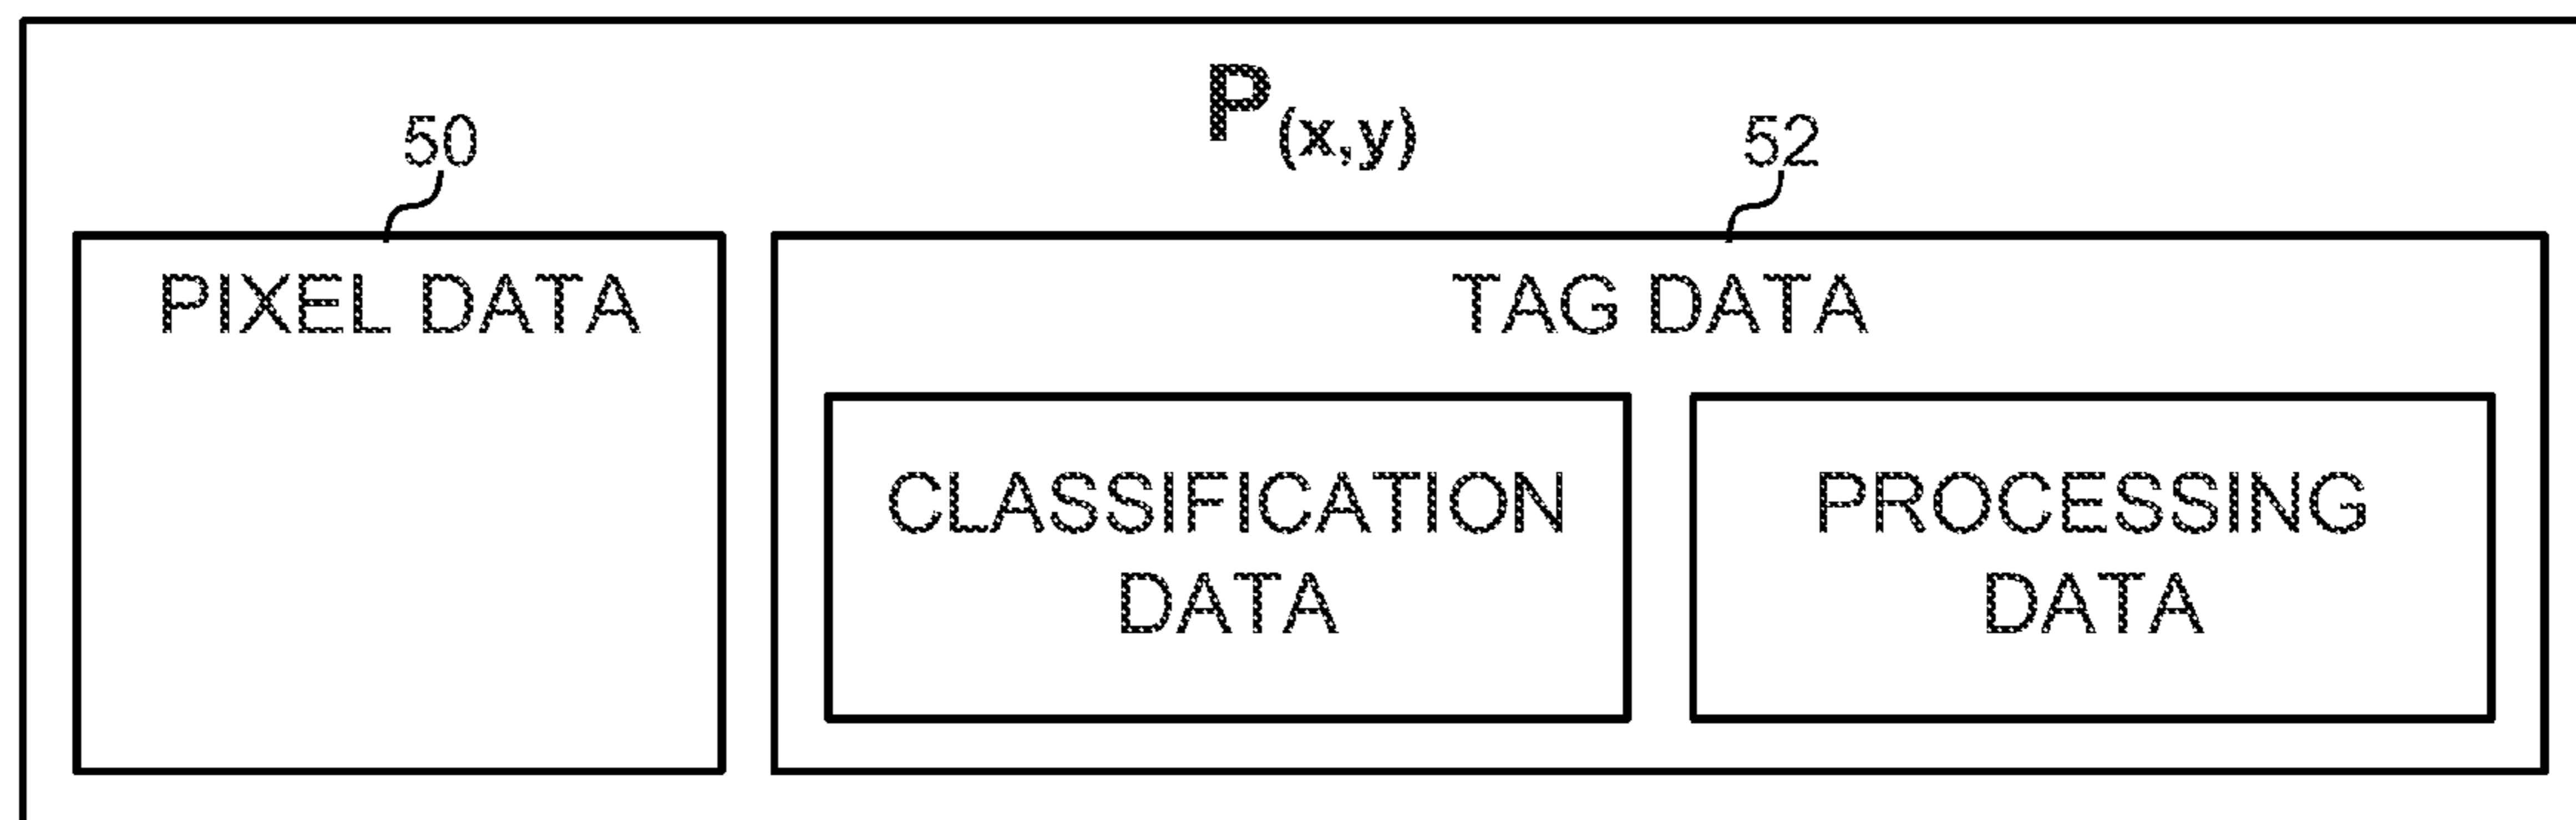 P(x,y)
50
52
PIXEL DATA
TAG DATA
CLASSIFICATION
DATA
PROCESSING
DATA